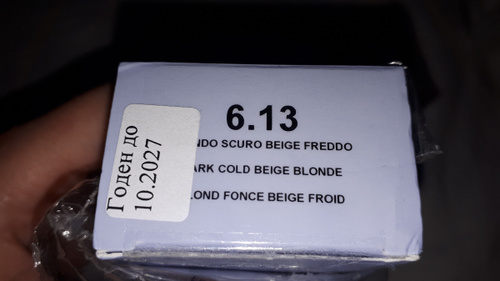 6.13
NDO SCURO BEIGE FREDDO
ARK COLD BEIGE BLONDE
LOND FONCE BEIGE FROID
Годен до
10.2027